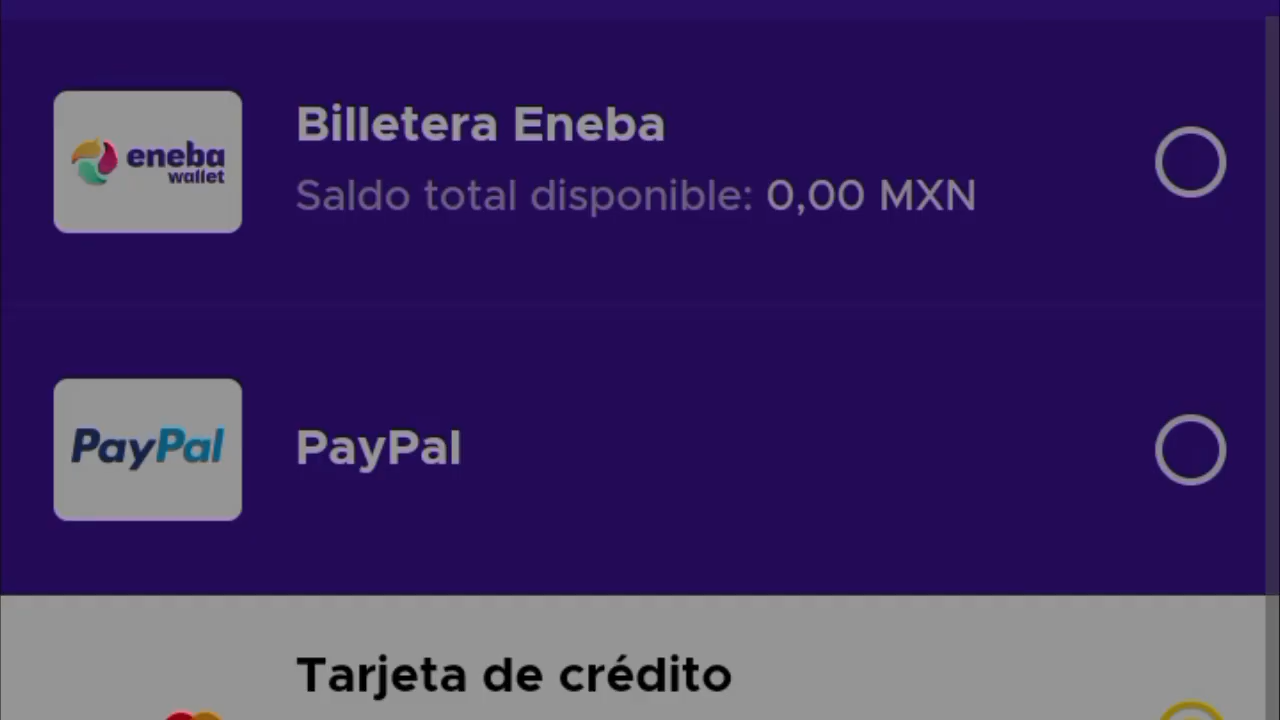 eneba
wallet
Billetera Eneba
Saldo total disponible: 0,00 MXN
PayPal
PayPal
Tarjeta de crédito